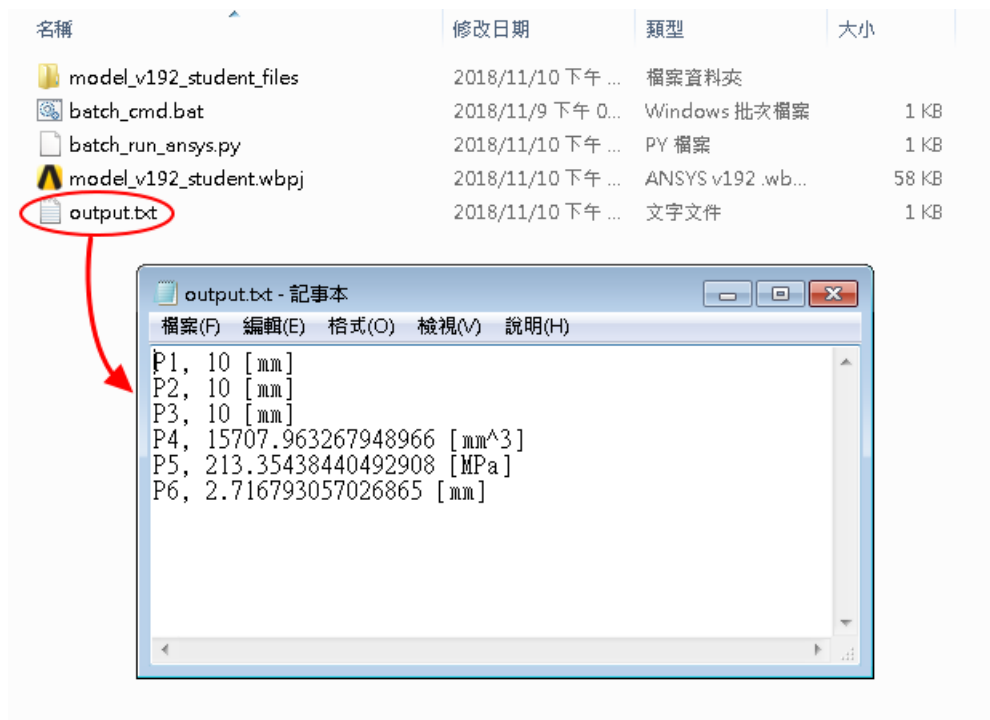 名稱 修改日期 類型 大小
model_v192_student_files 2018/11/10 下午 ... 檔案資料夾
batch_cmd.bat 2018/11/9 下午 0... Windows 批次檔案 1 KB
batch_run_ansys.py 2018/11/10 下午 ... PY 檔案 1 KB
model_v192_student.wbpj 2018/11/10 下午 ... ANSYS v192 .wb... 58 KB
output.txt 2018/11/10 下午 ... 文字文件 1 KB
output.txt - 記事本
檔案(F) 編輯(E) 格式(O) 檢視(V) 說明(H)
P1, 10 [mm]
P2, 10 [mm]
P3, 10 [mm]
P4, 15707.963267948966 [mm^3]
P5, 213.35438440492908 [MPa]
P6, 2.716793057026865 [mm]